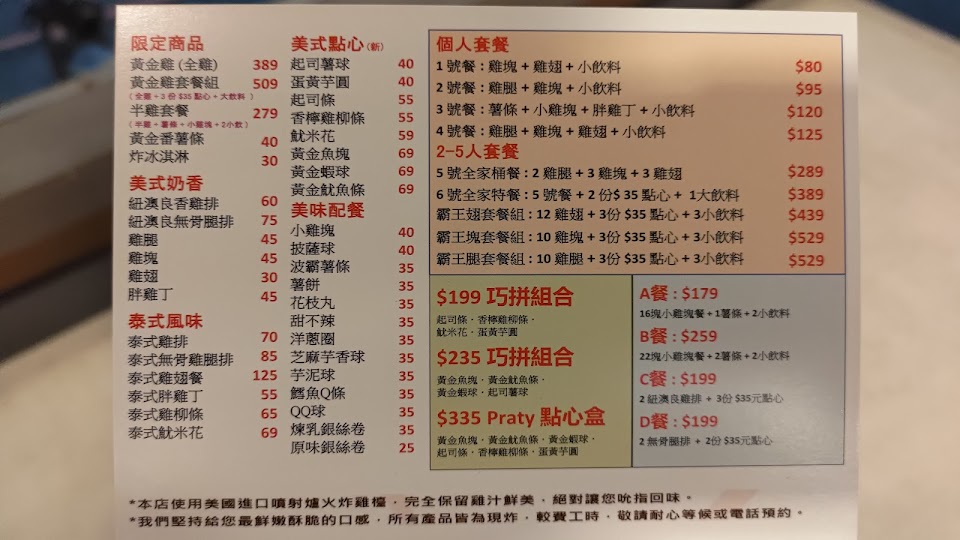 限定商品
黃金雞 (全雞) 389
黃金雞套餐組 509
( 全雞 + 3 份 $35 點心 + 大飲料 )
半雞套餐 279
( 半雞 + 薯條 + 小雞塊 + 2小飲 )
黃金番薯條 40
炸冰淇淋 30
美式奶香
紐澳良香雞排 60
紐澳良無骨腿排 75
雞腿 45
雞塊 45
雞翅 30
胖雞丁 45
泰式風味
泰式雞排 70
泰式無骨雞腿排 85
泰式雞翅餐 125
泰式胖雞丁 55
泰式雞柳條 65
泰式魷米花 69
美式點心(新)
起司薯球 40
蛋黃芋圓 40
起司條 55
香檸雞柳條 55
魷米花 59
黃金魚塊 69
黃金蝦球 69
黃金魷魚條 69
美味配餐
小雞塊 40
披薩球 40
波霸薯條 35
薯餅 35
花枝丸 35
甜不辣 35
洋蔥圈 35
芝麻芋香球 35
芋泥球 35
鱈魚Q條 35
QQ球 35
煉乳銀絲卷 35
原味銀絲卷 25
個人套餐
1 號餐 : 雞塊 + 雞翅 + 小飲料 $80
2 號餐 : 雞腿 + 雞塊 + 小飲料 $95
3 號餐 : 薯條 + 小雞塊 + 胖雞丁 + 小飲料 $120
4 號餐 : 雞腿 + 雞塊 + 雞翅 + 小飲料 $125
2-5人套餐
5 號全家桶餐 : 2 雞腿 + 3 雞塊 + 3 雞翅 $289
6 號全家特餐 : 5 號餐 + 2 份$ 35 點心 + 1大飲料 $389
霸王翅套餐組 : 12 雞翅 + 3份 $35 點心 + 3小飲料 $439
霸王塊套餐組 : 10 雞塊 + 3份 $35 點心 + 3小飲料 $529
霸王腿套餐組 : 10 雞腿 + 3份 $35 點心 + 3小飲料 $529
$199 巧拼組合
起司條 · 香檸雞柳條 ·
魷米花 · 蛋黃芋圓
$235 巧拼組合
黃金魚塊 · 黃金魷魚條 ·
黃金蝦球 · 起司薯球
$335 Praty 點心盒
黃金魚塊 · 黃金魷魚條 · 黃金蝦球 ·
起司條 · 香檸雞柳條 · 蛋黃芋圓
A餐 : $179
16塊小雞塊餐 + 1薯條 + 2小飲料
B餐 : $259
22塊小雞塊餐 + 2薯條 + 2小飲料
C餐 : $199
2 紐澳良雞排 + 3份 $35元點心
D餐 : $199
2 無骨腿排 + 2份 $35元點心
*本店使用美國進口噴射爐火炸雞檯 · 完全保留雞汁鮮美 · 絕對讓您吮指回味。
*我們堅持給您最鮮嫩酥脆的口感 · 所有產品皆為現炸 · 較費工時 · 敬請耐心等候或電話預約。